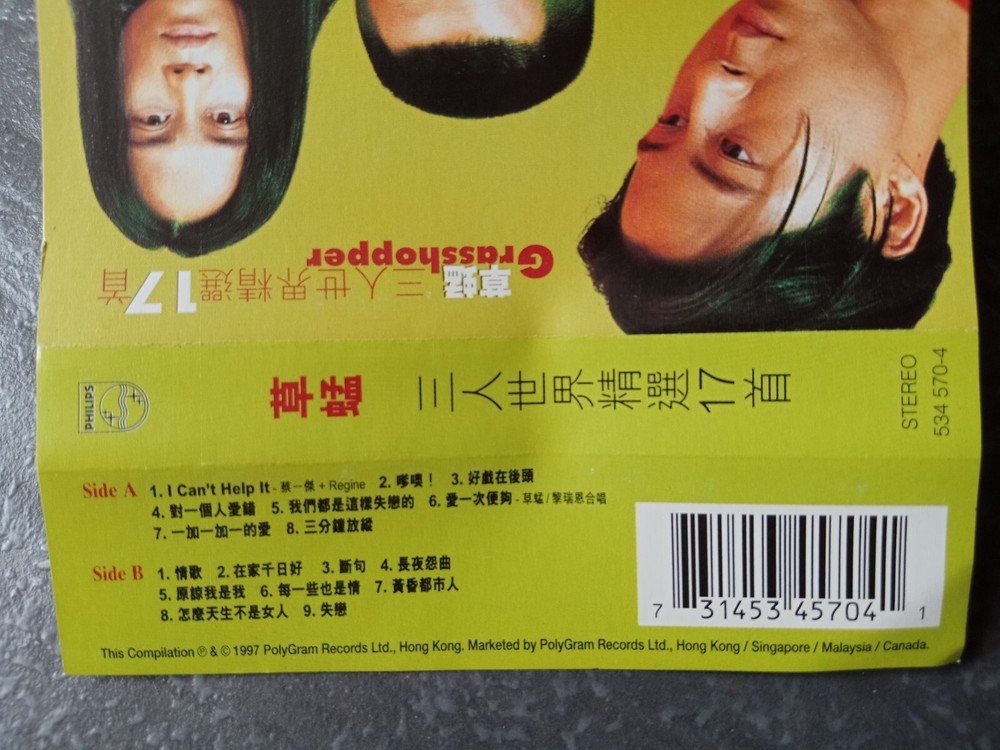 Grasshopper
草蜢 三人世界精選17首
PHILIPS
草蜢 三人世界精選17首
STEREO
534 570-4
Side A 1. I Can't Help It - 蔡一傑 + Regine 2. 嗲噢！ 3. 好戲在後頭
4. 對一個人愛錯 5. 我們都是這樣失戀的 6. 愛一次便夠 - 草蜢 / 黎瑞恩合唱
7. 一加一加一的愛 8. 三分鐘放縱
Side B 1. 情歌 2. 在家千日好 3. 斷句 4. 長夜怨曲
5. 原諒我是我 6. 每一些也是情 7. 黃昏都市人
8. 怎麼天生不是女人 9. 失戀
7 31453 45704 1
This Compilation ℗ & © 1997 PolyGram Records Ltd., Hong Kong. Marketed by PolyGram Records Ltd., Hong Kong / Singapore / Malaysia / Canada.